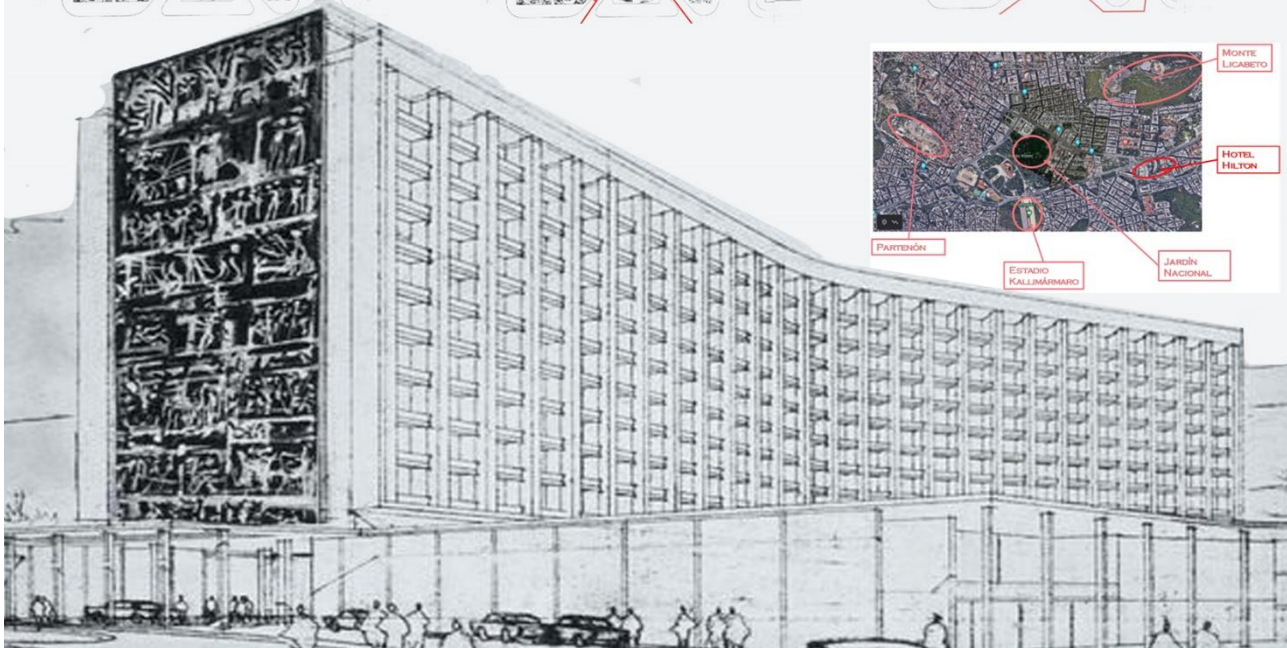 MONTE
LICABETO
HOTEL
HILTON
PARTENÓN
JARDÍN
NACIONAL
ESTADIO
KALLIMÁRMARO